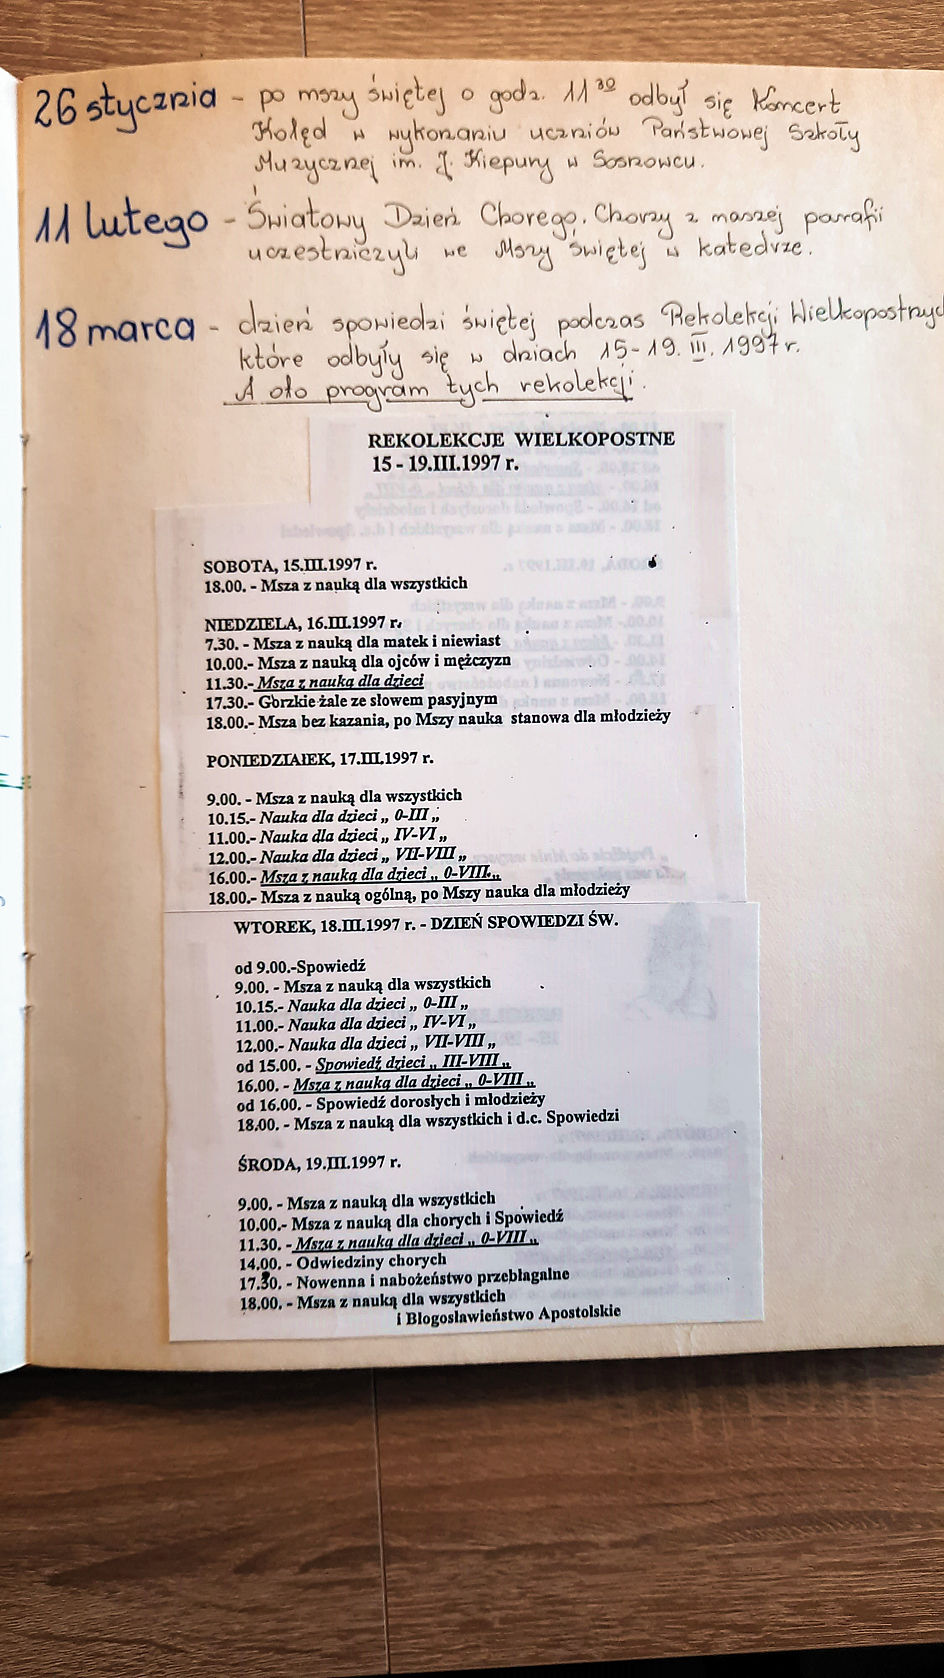 26 stycznia - po mszy świętej o godz. 11³⁰ odbył się Koncert
Kolęd w wykonaniu uczniów Państwowej Szkoły
Muzycznej im. J. Kiepury w Sosnowcu.
11 lutego - Światowy Dzień Chorego. Chorzy z naszej parafii
uczestniczyli we Mszy świętej w katedrze.
18 marca - dzień spowiedzi świętej podczas Rekolekcji Wielkopostnych
które odbyły się w dniach 15-19. III. 1997 r.
A oto program tych rekolekcji.
REKOLEKCJE WIELKOPOSTNE
15 - 19.III.1997 r.
SOBOTA, 15.III.1997 r.
18.00. - Msza z nauką dla wszystkich
NIEDZIELA, 16.III.1997 r.
7.30. - Msza z nauką dla matek i niewiast
10.00.- Msza z nauką dla ojców i mężczyzn
11.30.- Msza z nauką dla dzieci
17.30.- Gorzkie żale ze słowem pasyjnym
18.00.- Msza bez kazania, po Mszy nauka stanowa dla młodzieży
PONIEDZIAłEK, 17.III.1997 r.
9.00. - Msza z nauką dla wszystkich
10.15.- Nauka dla dzieci „ 0-III „
11.00.- Nauka dla dzieci „ IV-VI „
12.00.- Nauka dla dzieci „ VII-VIII „
16.00.- Msza z nauką dla dzieci „ 0-VIII„
18.00.- Msza z nauką ogólną, po Mszy nauka dla młodzieży
WTOREK, 18.III.1997 r. - DZIEŃ SPOWIEDZI ŚW.
od 9.00.-Spowiedź
9.00. - Msza z nauką dla wszystkich
10.15.- Nauka dla dzieci „ 0-III „
11.00.- Nauka dla dzieci „ IV-VI „
12.00.- Nauka dla dzieci „ VII-VIII „
od 15.00. - Spowiedź dzieci „ III-VIII „
16.00. - Msza z nauką dla dzieci „ 0-VIII „
od 16.00. - Spowiedź dorosłych i młodzieży
18.00. - Msza z nauką dla wszystkich i d.c. Spowiedzi
ŚRODA, 19.III.1997 r.
9.00. - Msza z nauką dla wszystkich
10.00.- Msza z nauką dla chorych i Spowiedź
11.30. - Msza z nauką dla dzieci „ 0-VIII „
14.00. - Odwiedziny chorych
17.30. - Nowenna i nabożeństwo przebłagalne
18.00. - Msza z nauką dla wszystkich
i Błogosławieństwo Apostolskie